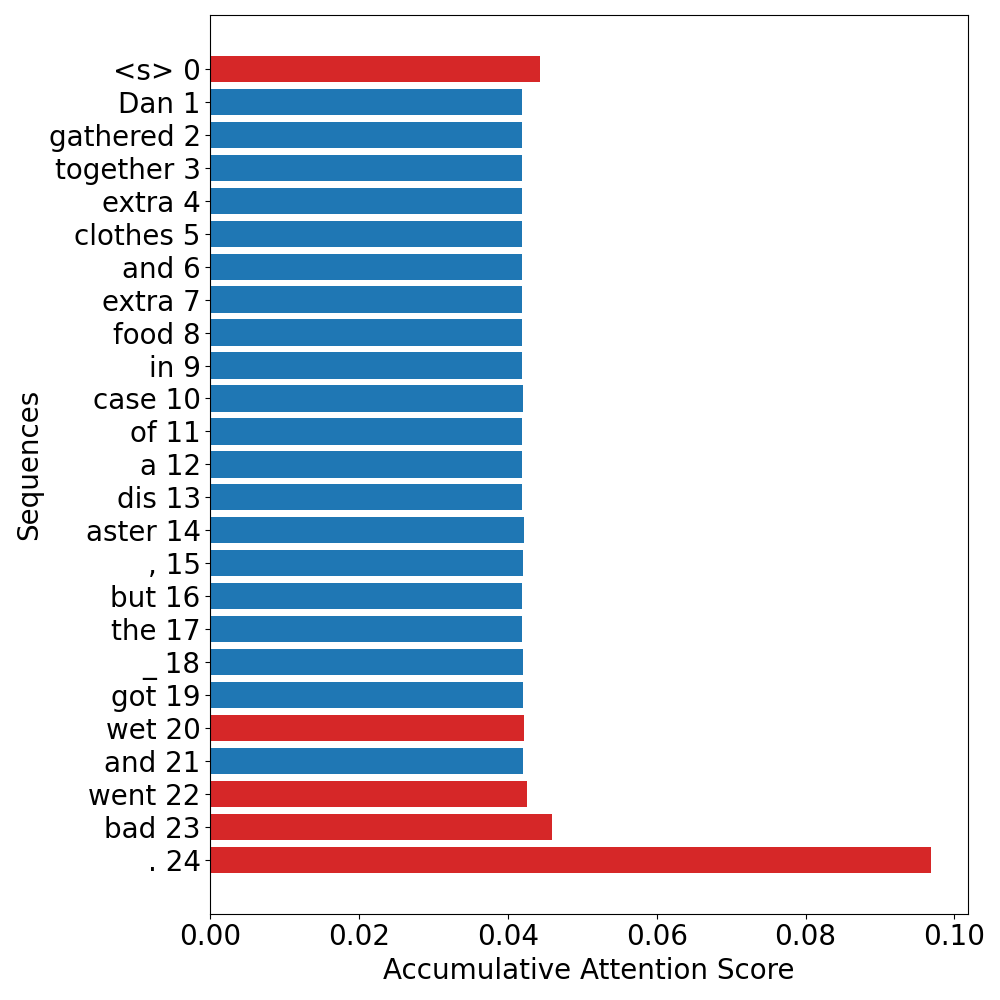 <s> 0
Dan 1
gathered 2
together 3
extra 4
clothes 5
and 6
extra 7
food 8
in 9
case 10
of 11
a 12
dis 13
aster 14
, 15
but 16
the 17
_ 18
got 19
wet 20
and 21
went 22
bad 23
. 24
Sequences
0.00 0.02 0.04 0.06 0.08 0.10
Accumulative Attention Score